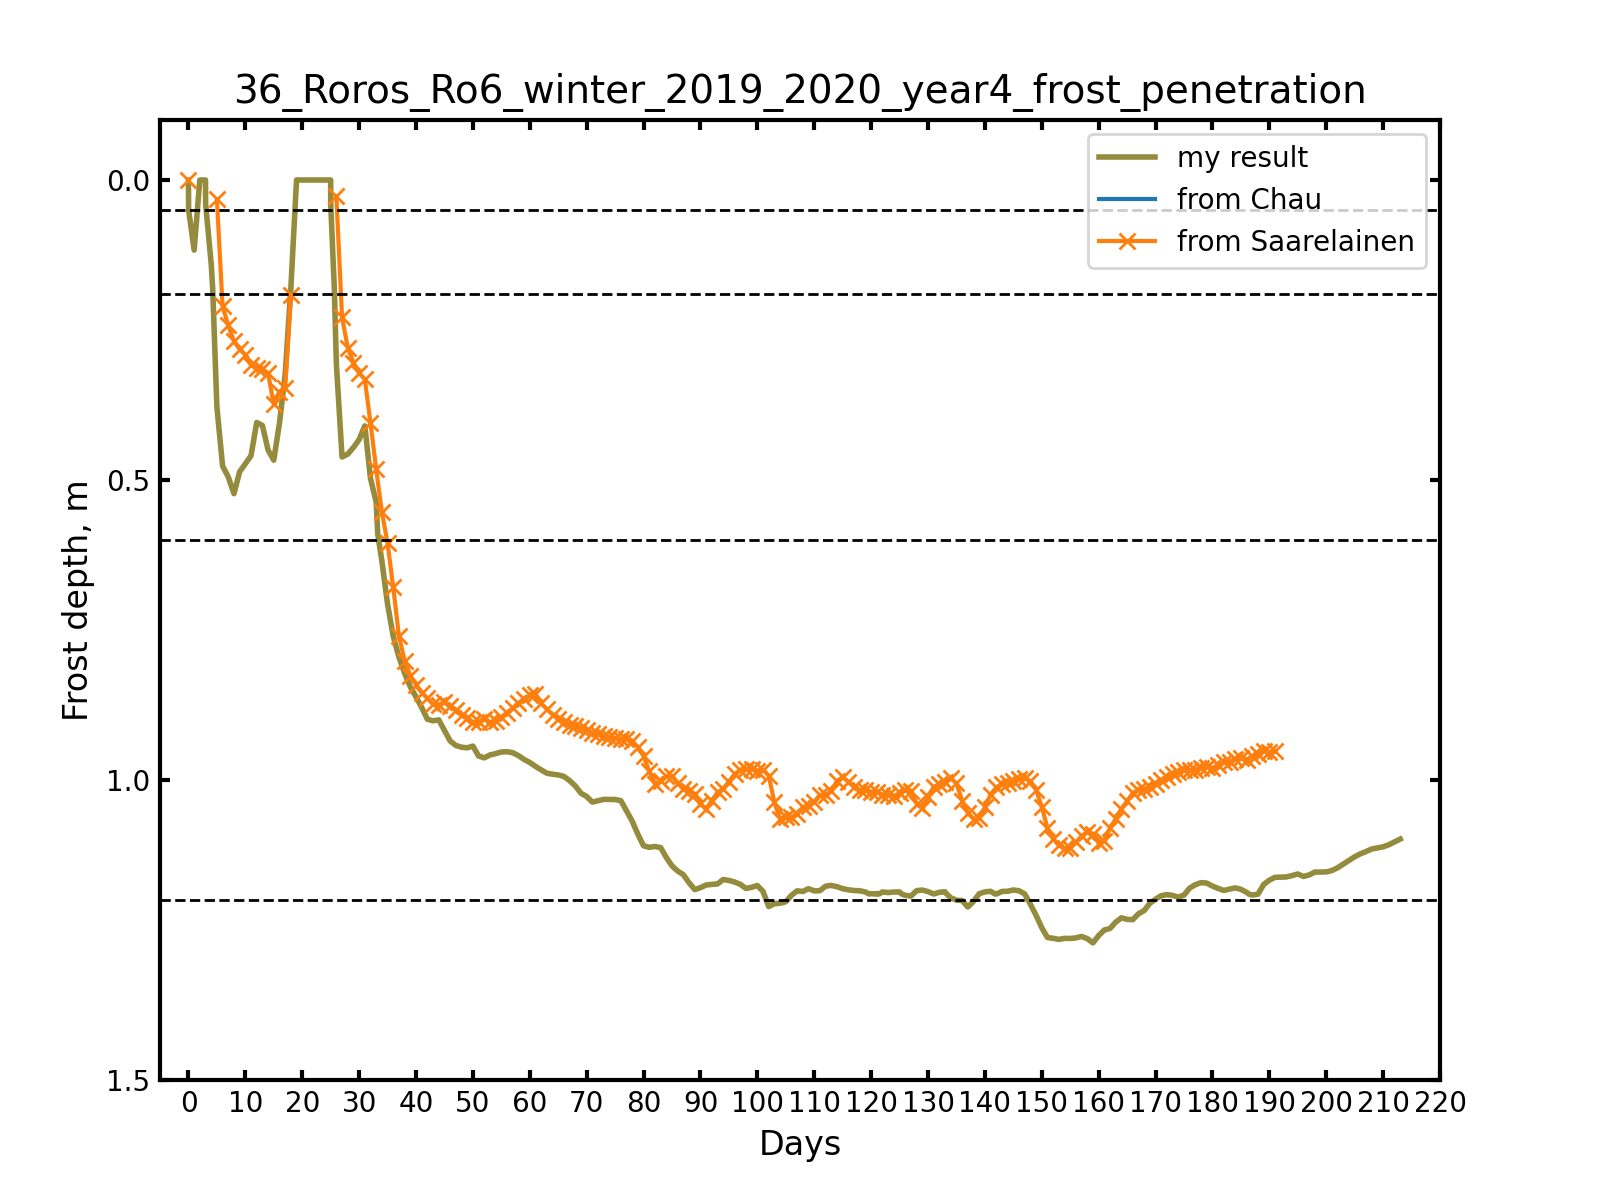 36_Roros_Ro6_winter_2019_2020_year4_frost_penetration
my result
from Chau
from Saarelainen
Frost depth, m
0.0
0.5
1.0
1.5
0 10 20 30 40 50 60 70 80 90 100 110 120 130 140 150 160 170 180 190 200 210 220
Days